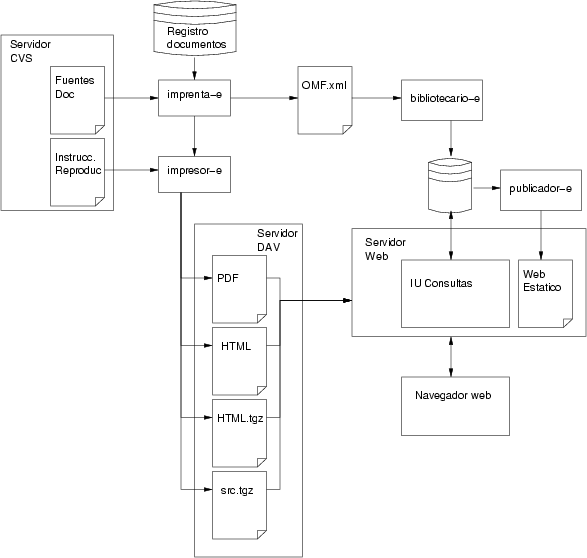 Registro
documentos
Servidor
CVS
Fuentes
Doc
imprenta-e
OMF.xml
bibliotecario-e
Instrucc.
Reproduc
impresor-e
publicador-e
Servidor
DAV
Servidor
Web
PDF
IU Consultas
Web
Estatico
HTML
Navegador web
HTML.tgz
src.tgz